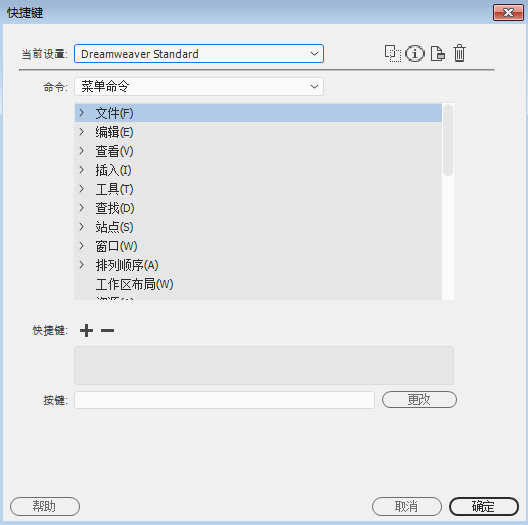 快捷键
当前设置: Dreamweaver Standard
命令: 菜单命令
文件(F)
编辑(E)
查看(V)
插入(I)
工具(T)
查找(D)
站点(S)
窗口(W)
排列顺序(A)
工作区布局(W)
快捷键:
按键: 更改
帮助 取消 确定